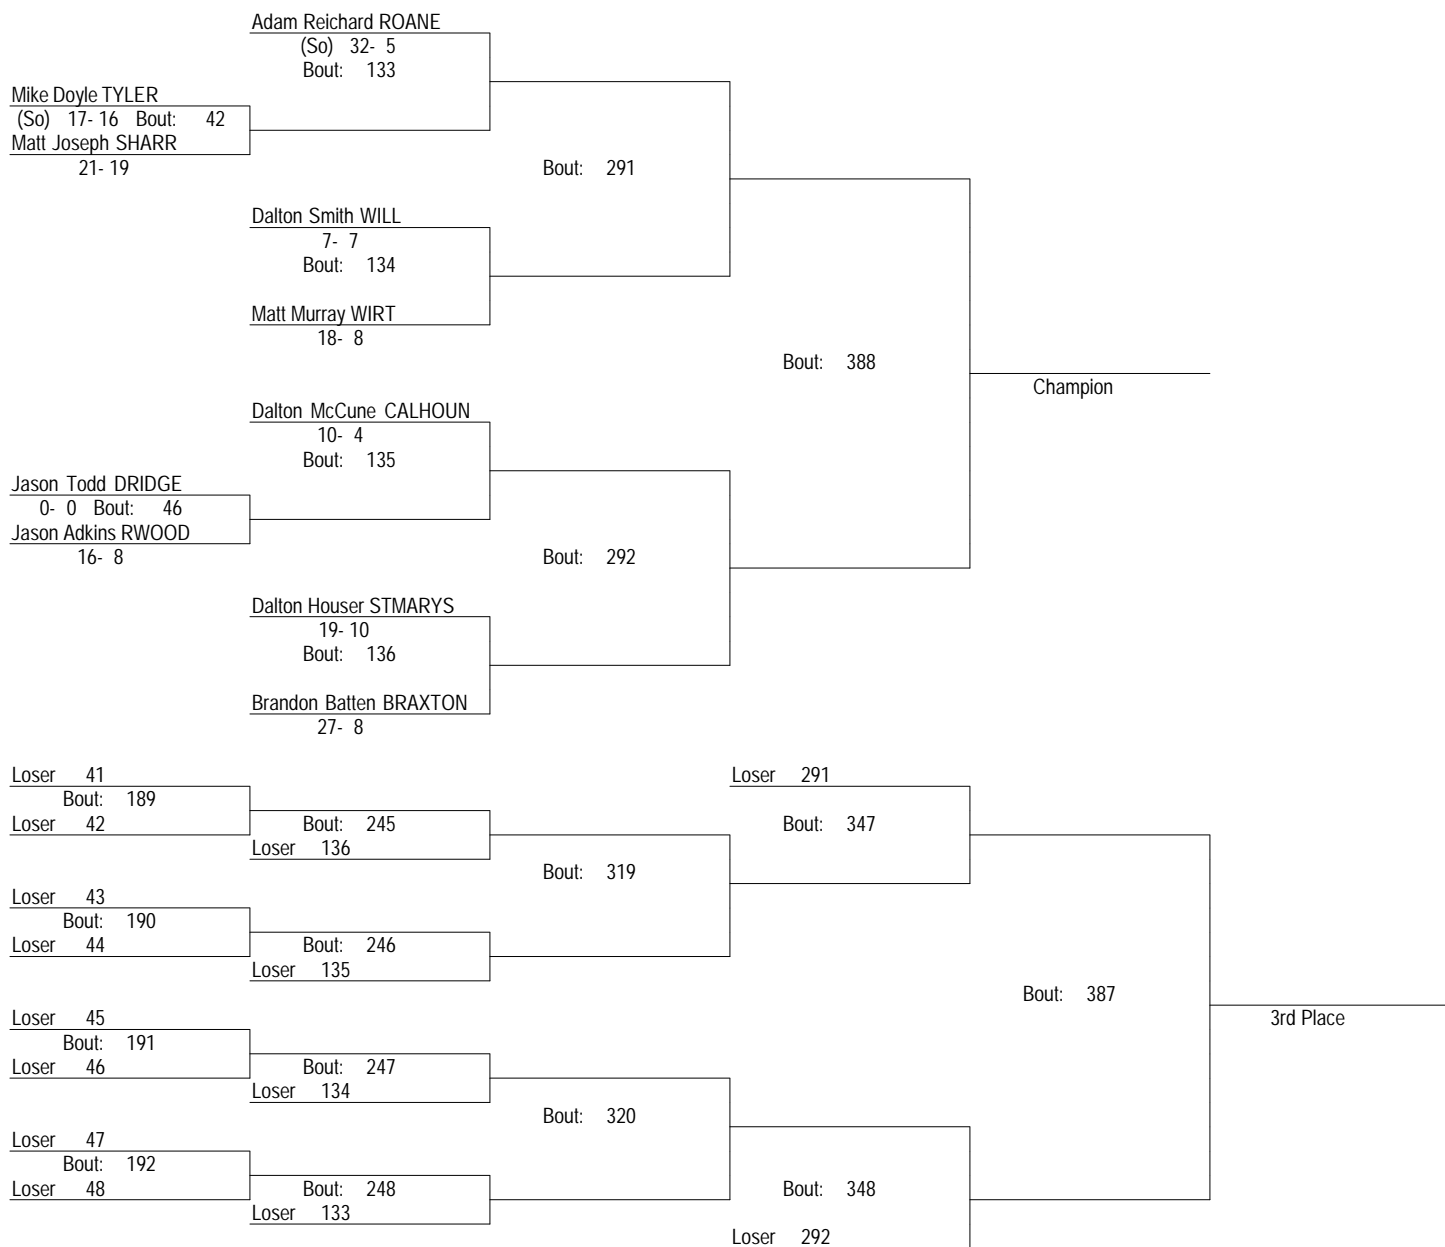 Adam Reichard ROANE
(So) 32- 5
Bout: 133
Mike Doyle TYLER
(So) 17- 16 Bout: 42
Matt Joseph SHARR
21- 19
Bout: 291
Dalton Smith WILL
7- 7
Bout: 134
Matt Murray WIRT
18- 8
Bout: 388
Champion
Dalton McCune CALHOUN
10- 4
Bout: 135
Jason Todd DRIDGE
0- 0 Bout: 46
Jason Adkins RWOOD
16- 8
Bout: 292
Dalton Houser STMARYS
19- 10
Bout: 136
Brandon Batten BRAXTON
27- 8
Loser 41
Bout: 189
Loser 42
Bout: 245
Loser 136
Loser 291
Bout: 347
Bout: 319
Loser 43
Bout: 190
Loser 44
Bout: 246
Loser 135
Bout: 387
3rd Place
Loser 45
Bout: 191
Loser 46
Bout: 247
Loser 134
Bout: 320
Loser 47
Bout: 192
Loser 48
Bout: 248
Loser 133
Bout: 348
Loser 292